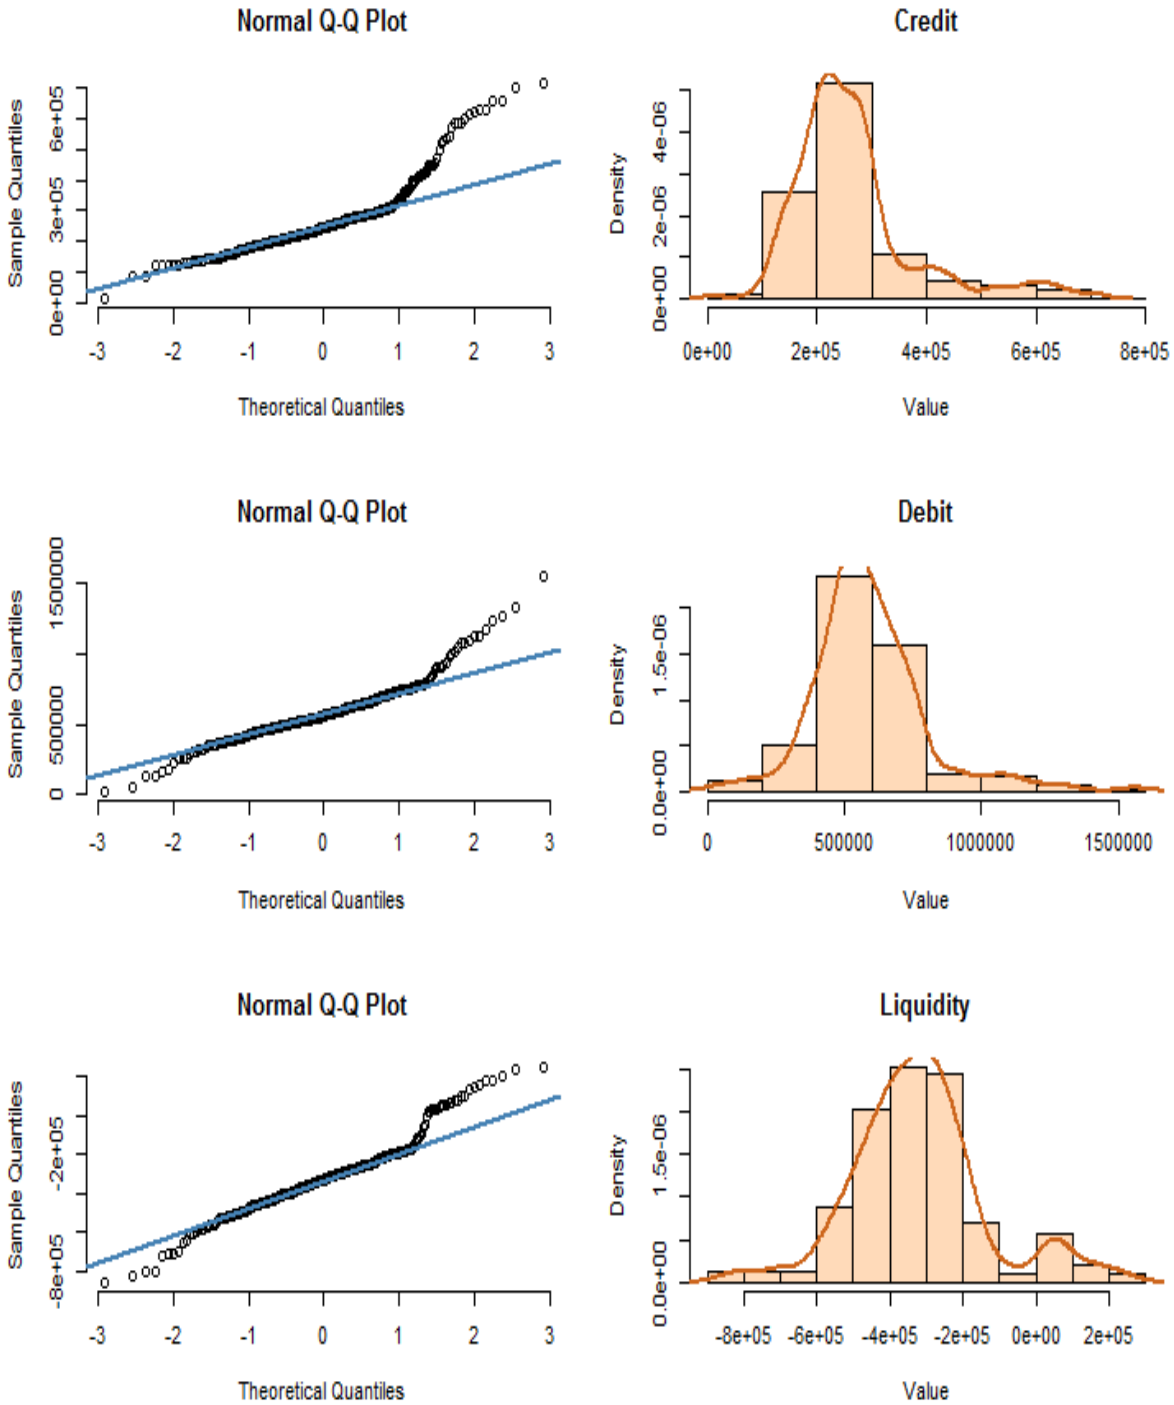 Normal Q-Q Plot
Sample Quantiles
0e+00 3e+05 6e+05
-3 -2 -1 0 1 2 3
Theoretical Quantiles
Credit
Density
0e+00 2e-06 4e-06
0e+00 2e+05 4e+05 6e+05 8e+05
Value
Normal Q-Q Plot
Sample Quantiles
0 500000 1500000
-3 -2 -1 0 1 2 3
Theoretical Quantiles
Debit
Density
0.0e+00 1.5e-06
0 500000 1000000 1500000
Value
Normal Q-Q Plot
Sample Quantiles
-8e+05 -2e+05
-3 -2 -1 0 1 2 3
Theoretical Quantiles
Liquidity
Density
0.0e+00 1.5e-06
-8e+05 -6e+05 -4e+05 -2e+05 0e+00 2e+05
Value